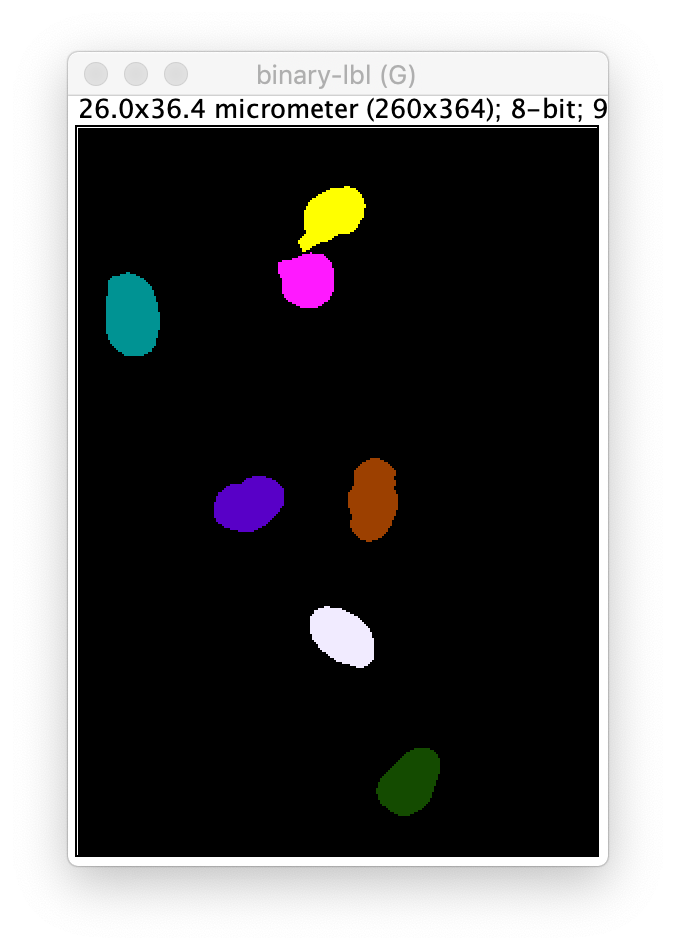 binary-lbl (G)
26.0x36.4 micrometer (260x364); 8-bit; 9